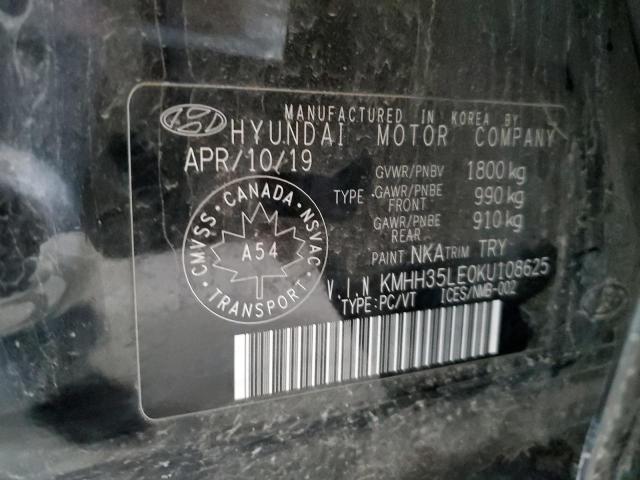 MANUFACTURED IN KOREA BY
HYUNDAI MOTOR COMPANY
APR/10/19
GVWR/PNBV 1800 kg
TYPE - GAWR/PNBE FRONT 990 kg
GAWR/PNBE REAR 910 kg
PAINT NKA TRIM TRY
V.I.N KMHH35LE0KU108625
TYPE:PC/VT ICES/NMB-002
CANADA
CMVSS · NSVAC
A 54
TRANSPORT